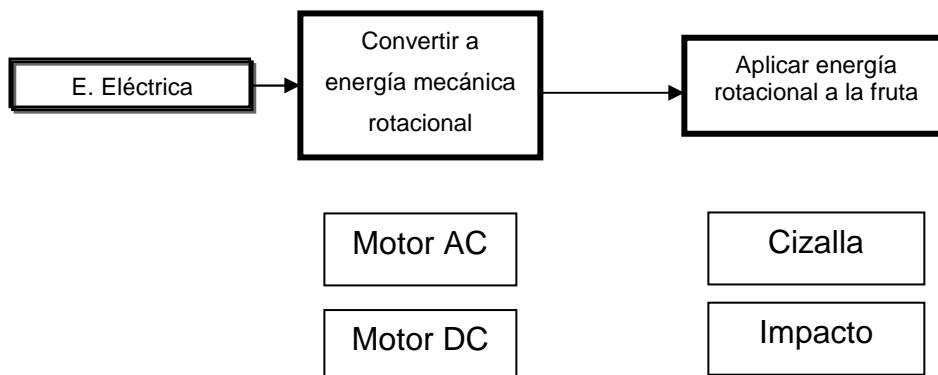 E. Eléctrica
Convertir a
energía mecánica
rotacional
Aplicar energía
rotacional a la fruta
Motor AC
Cizalla
Motor DC
Impacto